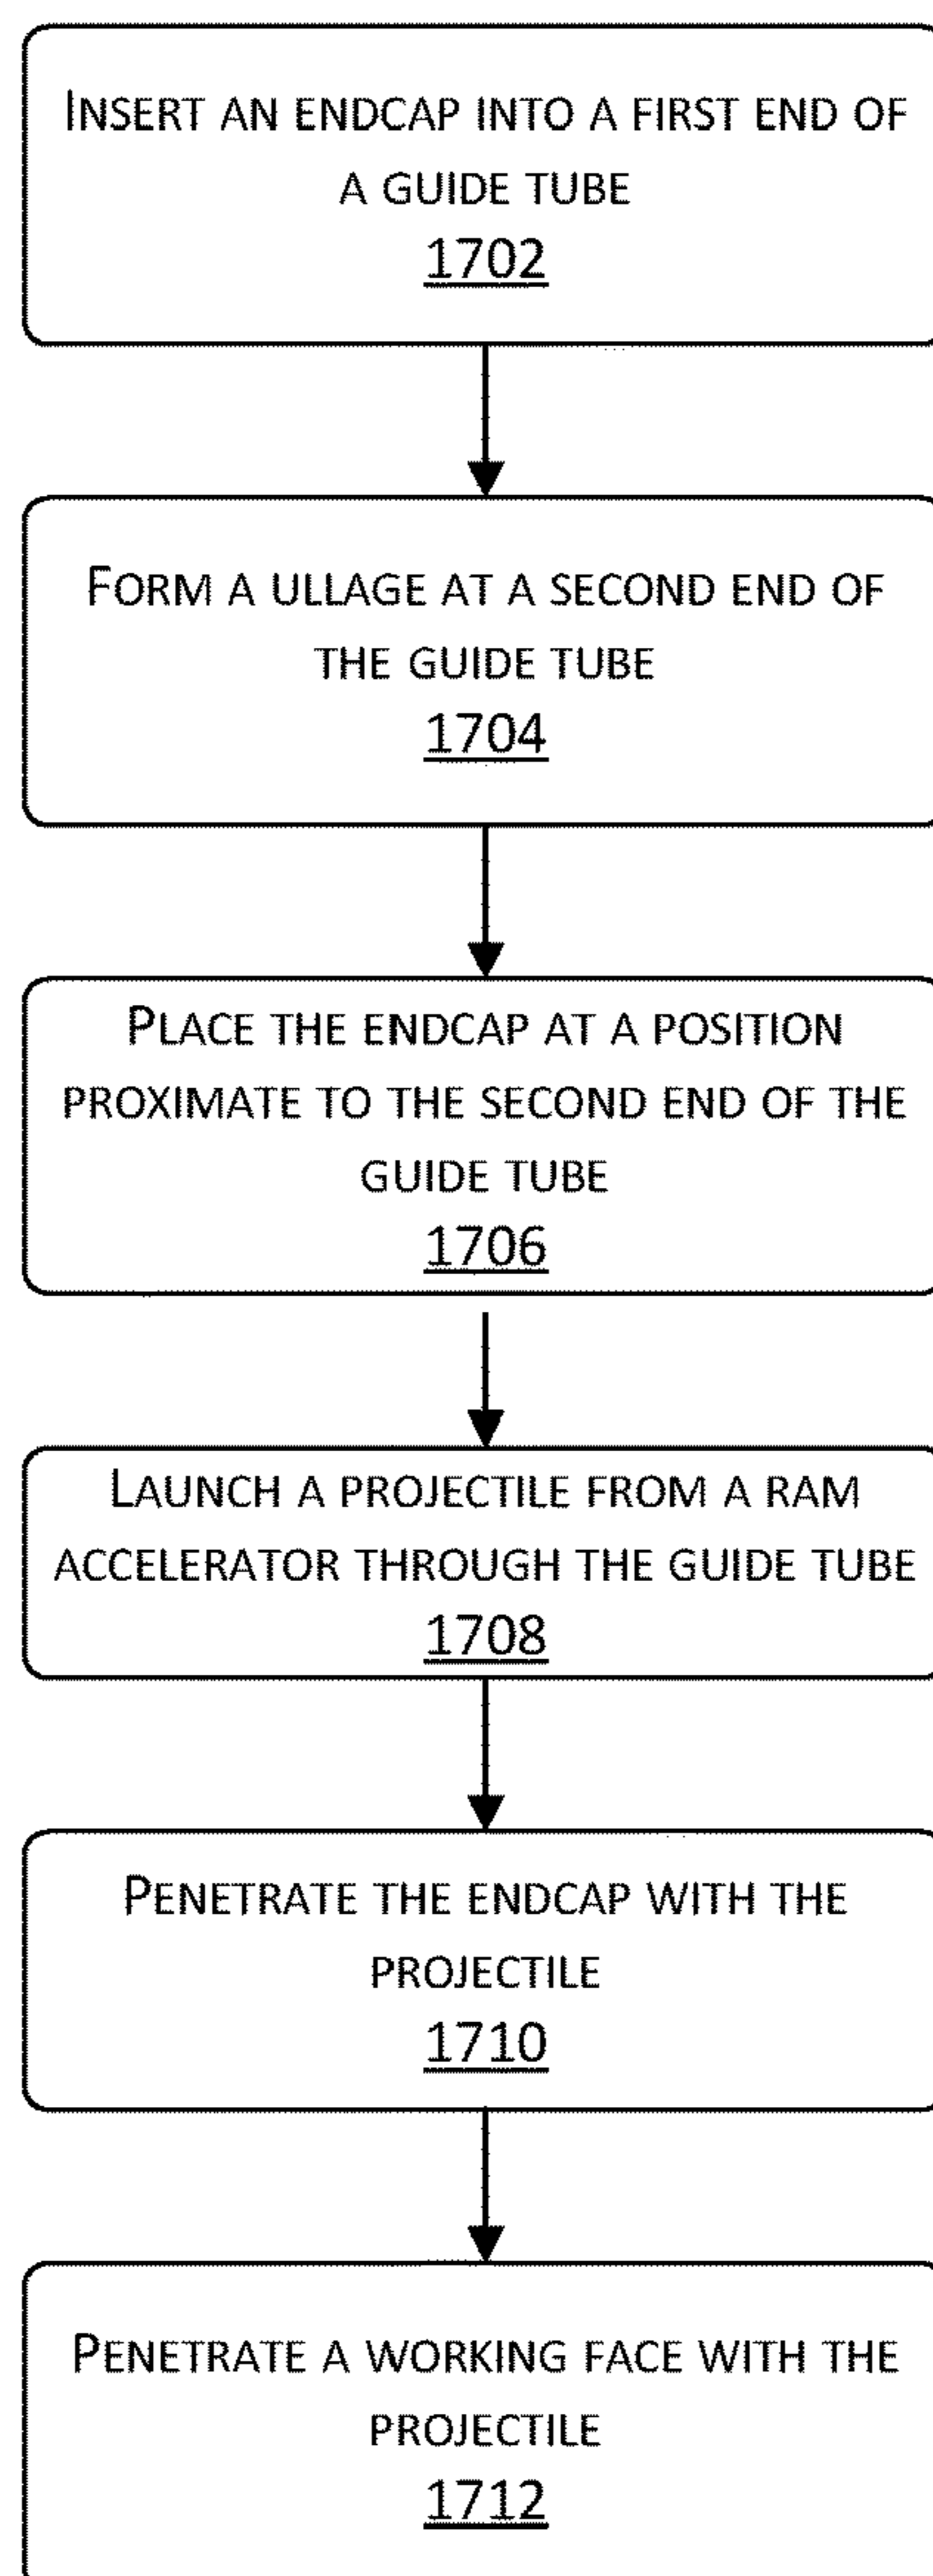 INSERT AN ENDCAP INTO A FIRST END OF
A GUIDE TUBE
1702
FORM A ULLAGE AT A SECOND END OF
THE GUIDE TUBE
1704
PLACE THE ENDCAP AT A POSITION
PROXIMATE TO THE SECOND END OF THE
GUIDE TUBE
1706
LAUNCH A PROJECTILE FROM A RAM
ACCELERATOR THROUGH THE GUIDE TUBE
1708
PENETRATE THE ENDCAP WITH THE
PROJECTILE
1710
PENETRATE A WORKING FACE WITH THE
PROJECTILE
1712